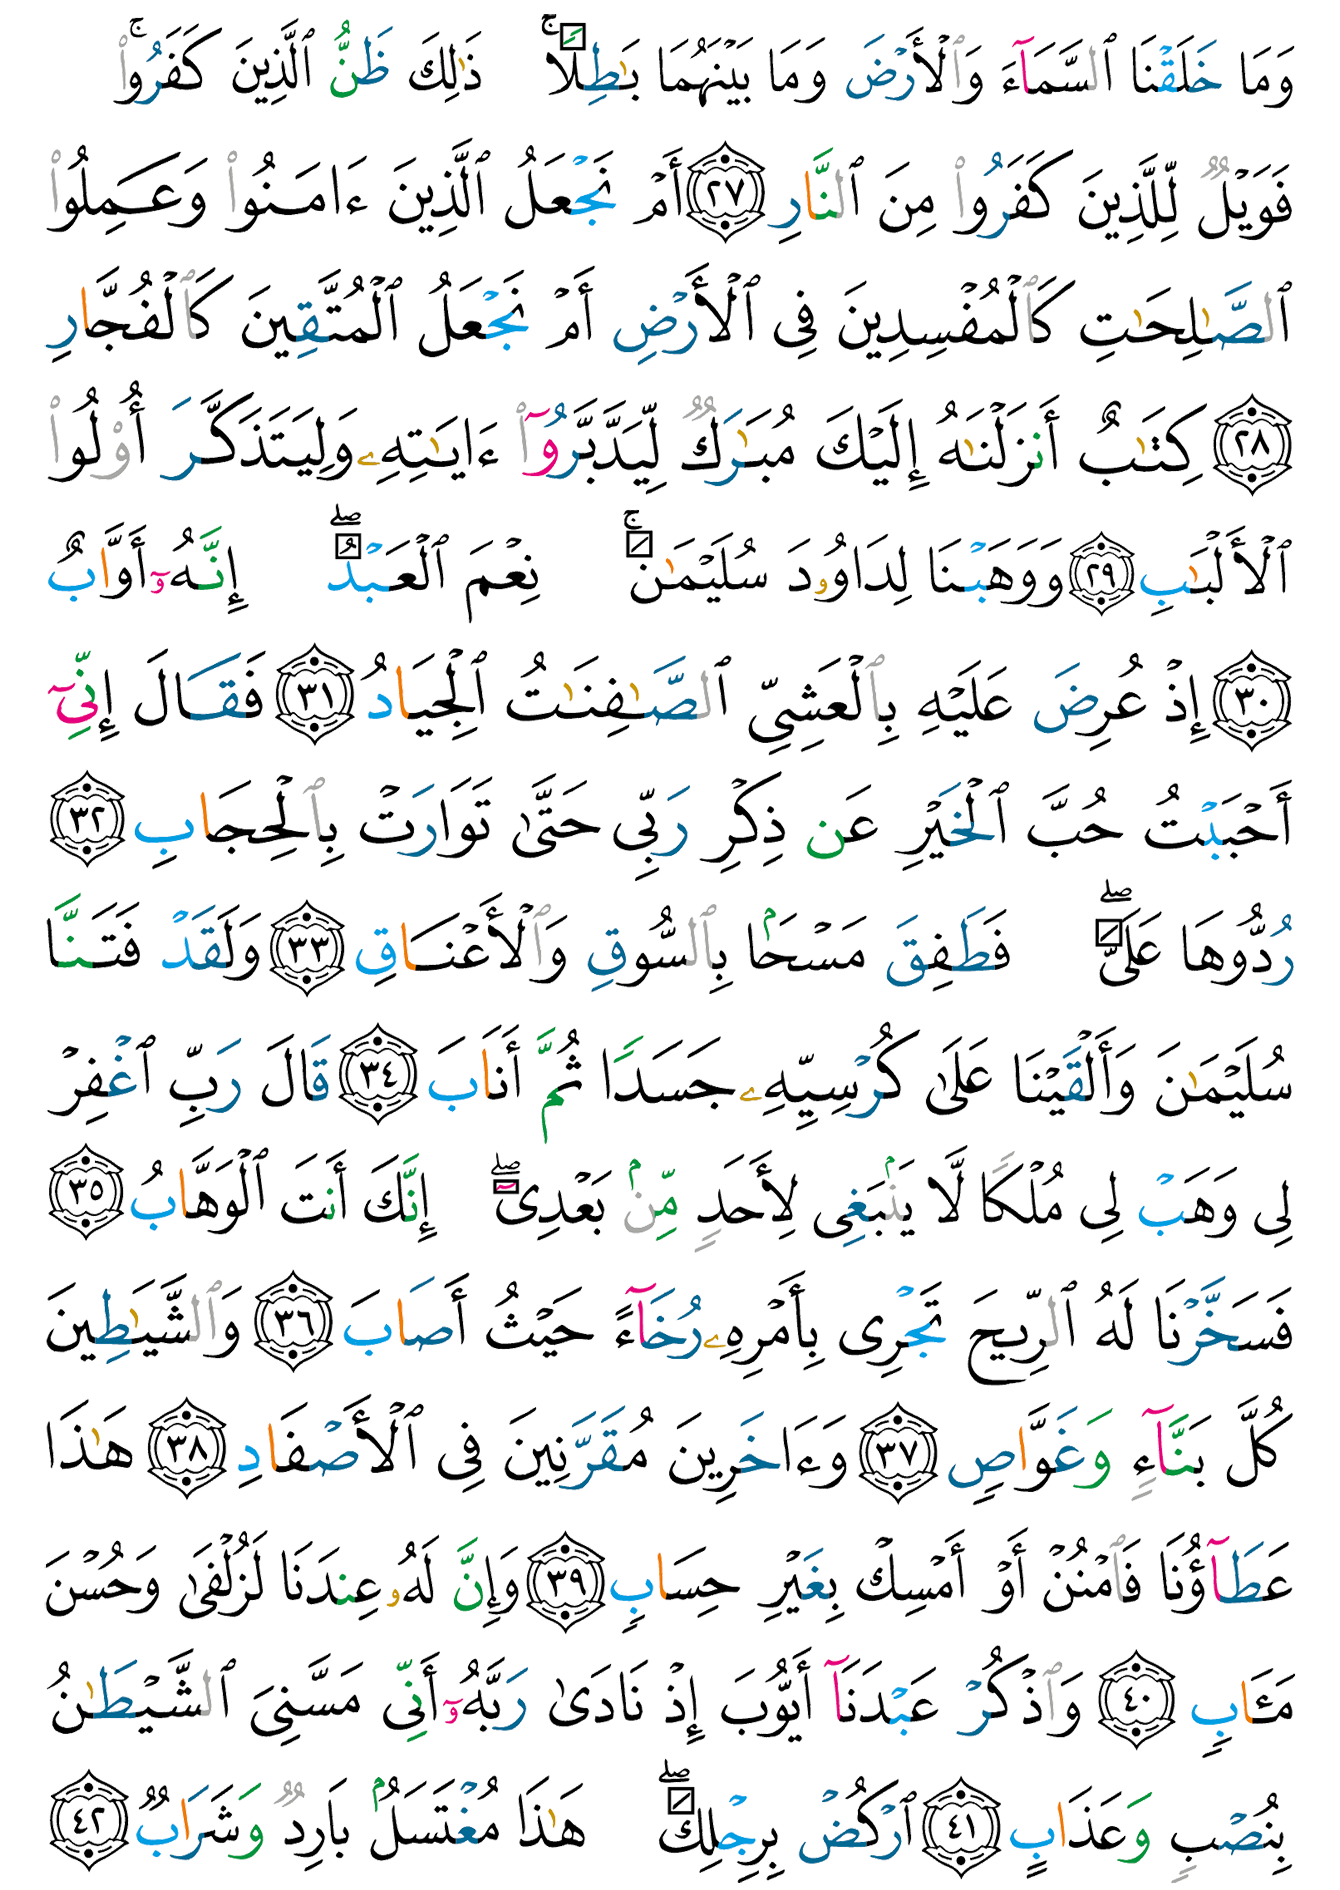 وَمَا خَلَقْنَا ٱلسَّمَآءَ وَٱلْأَرْضَ وَمَا بَيْنَهُمَا بَـٰطِلًا ۚ ذَٰلِكَ ظَنُّ ٱلَّذِينَ كَفَرُوا۟ ۚ
فَوَيْلٌ لِّلَّذِينَ كَفَرُوا۟ مِنَ ٱلنَّارِ ٢٧ أَمْ نَجْعَلُ ٱلَّذِينَ ءَامَنُوا۟ وَعَمِلُوا۟
ٱلصَّـٰلِحَـٰتِ كَٱلْمُفْسِدِينَ فِى ٱلْأَرْضِ أَمْ نَجْعَلُ ٱلْمُتَّقِينَ كَٱلْفُجَّارِ
٢٨ كِتَـٰبٌ أَنزَلْنَـٰهُ إِلَيْكَ مُبَـٰرَكٌ لِّيَدَّبَّرُوٓا۟ ءَايَـٰتِهِۦ وَلِيَتَذَكَّرَ أُو۟لُوا۟
ٱلْأَلْبَـٰبِ ٢٩ وَوَهَبْنَا لِدَاوُۥدَ سُلَيْمَـٰنَ ۚ نِعْمَ ٱلْعَبْدُ ۖ إِنَّهُۥٓ أَوَّابٌ
٣٠ إِذْ عُرِضَ عَلَيْهِ بِٱلْعَشِىِّ ٱلصَّـٰفِنَـٰتُ ٱلْجِيَادُ ٣١ فَقَالَ إِنِّىٓ
أَحْبَبْتُ حُبَّ ٱلْخَيْرِ عَن ذِكْرِ رَبِّى حَتَّىٰ تَوَارَتْ بِٱلْحِجَابِ ٣٢
رُدُّوهَا عَلَىَّ ۖ فَطَفِقَ مَسْحًۢا بِٱلسُّوقِ وَٱلْأَعْنَاقِ ٣٣ وَلَقَدْ فَتَنَّا
سُلَيْمَـٰنَ وَأَلْقَيْنَا عَلَىٰ كُرْسِيِّهِۦ جَسَدًا ثُمَّ أَنَابَ ٣٤ قَالَ رَبِّ ٱغْفِرْ
لِى وَهَبْ لِى مُلْكًا لَّا يَنۢبَغِى لِأَحَدٍ مِّنۢ بَعْدِىٓ ۖ إِنَّكَ أَنتَ ٱلْوَهَّابُ ٣٥
فَسَخَّرْنَا لَهُ ٱلرِّيحَ تَجْرِى بِأَمْرِهِۦ رُخَآءً حَيْثُ أَصَابَ ٣٦ وَٱلشَّيَـٰطِينَ
كُلَّ بَنَّآءٍ وَغَوَّاصٍ ٣٧ وَءَاخَرِينَ مُقَرَّنِينَ فِى ٱلْأَصْفَادِ ٣٨ هَـٰذَا
عَطَآؤُنَا فَٱمْنُنْ أَوْ أَمْسِكْ بِغَيْرِ حِسَابٍ ٣٩ وَإِنَّ لَهُۥ عِندَنَا لَزُلْفَىٰ وَحُسْنَ
مَـَٔابٍ ٤٠ وَٱذْكُرْ عَبْدَنَآ أَيُّوبَ إِذْ نَادَىٰ رَبَّهُۥٓ أَنِّى مَسَّنِىَ ٱلشَّيْطَـٰنُ
بِنُصْبٍ وَعَذَابٍ ٤١ ٱرْكُضْ بِرِجْلِكَ ۖ هَـٰذَا مُغْتَسَلٌۢ بَارِدٌ وَشَرَابٌ ٤٢